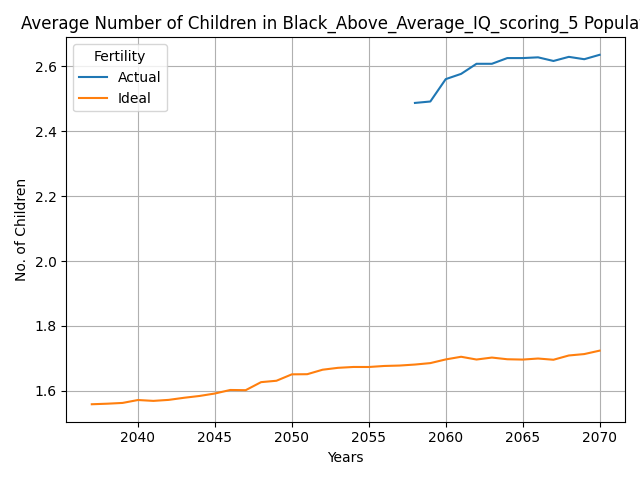 Average Number of Children in Black_Above_Average_IQ_scoring_5 Popula
Fertility
Actual
Ideal
No. of Children
2.6
2.4
2.2
2.0
1.8
1.6
2040 2045 2050 2055 2060 2065 2070
Years